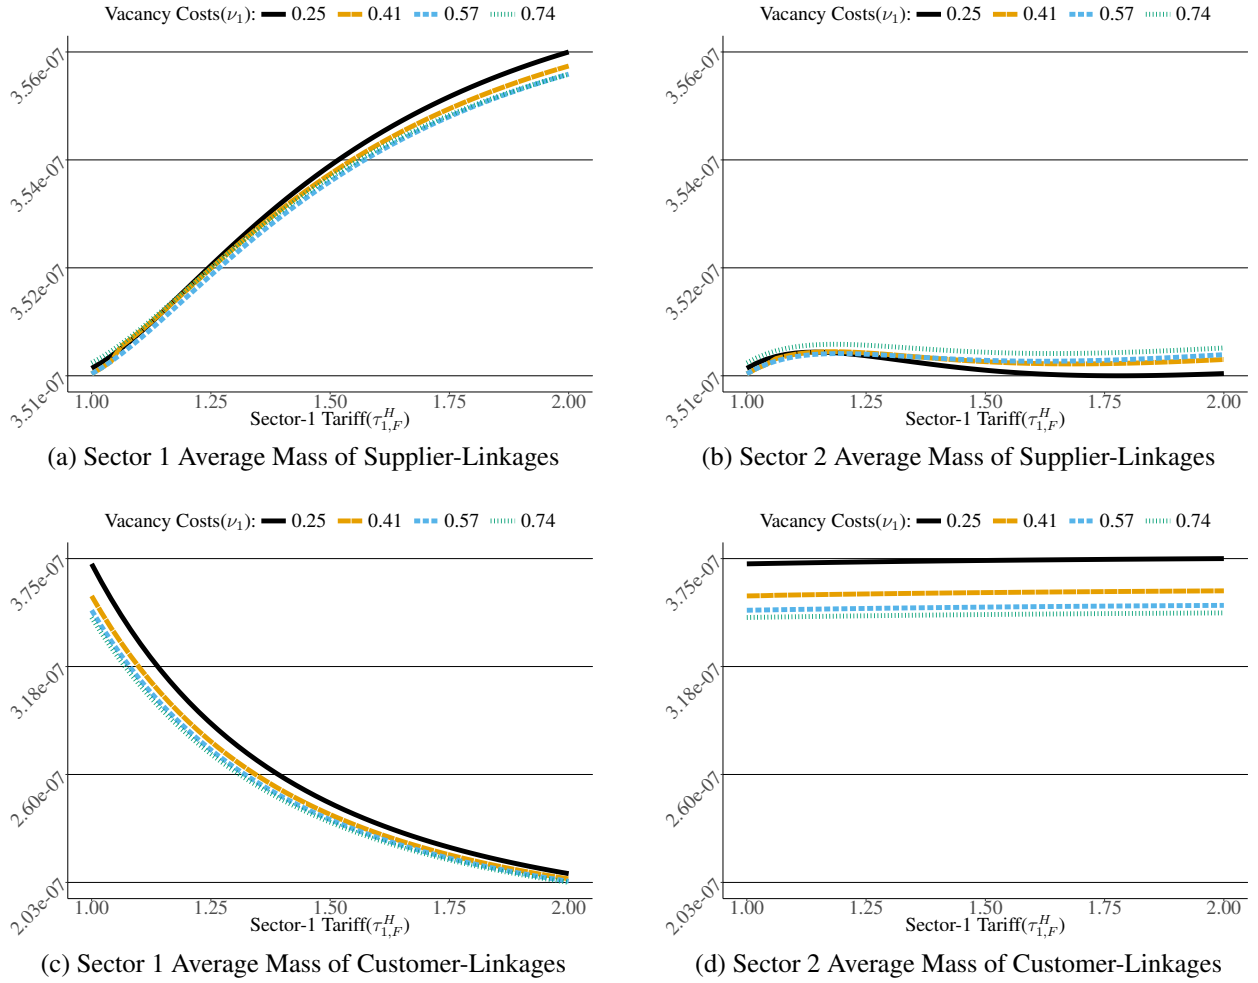 Vacancy Costs(ν₁): 0.25 0.41 0.57 0.74
3.56e-07
3.54e-07
3.52e-07
3.51e-07
1.00 1.25 1.50 1.75 2.00
Sector-1 Tariff(τ^H_{1,F})
(a) Sector 1 Average Mass of Supplier-Linkages
Vacancy Costs(ν₁): 0.25 0.41 0.57 0.74
3.56e-07
3.54e-07
3.52e-07
3.51e-07
1.00 1.25 1.50 1.75 2.00
Sector-1 Tariff(τ^H_{1,F})
(b) Sector 2 Average Mass of Supplier-Linkages
Vacancy Costs(ν₁): 0.25 0.41 0.57 0.74
3.75e-07
3.18e-07
2.60e-07
2.03e-07
1.00 1.25 1.50 1.75 2.00
Sector-1 Tariff(τ^H_{1,F})
(c) Sector 1 Average Mass of Customer-Linkages
Vacancy Costs(ν₁): 0.25 0.41 0.57 0.74
3.75e-07
3.18e-07
2.60e-07
2.03e-07
1.00 1.25 1.50 1.75 2.00
Sector-1 Tariff(τ^H_{1,F})
(d) Sector 2 Average Mass of Customer-Linkages